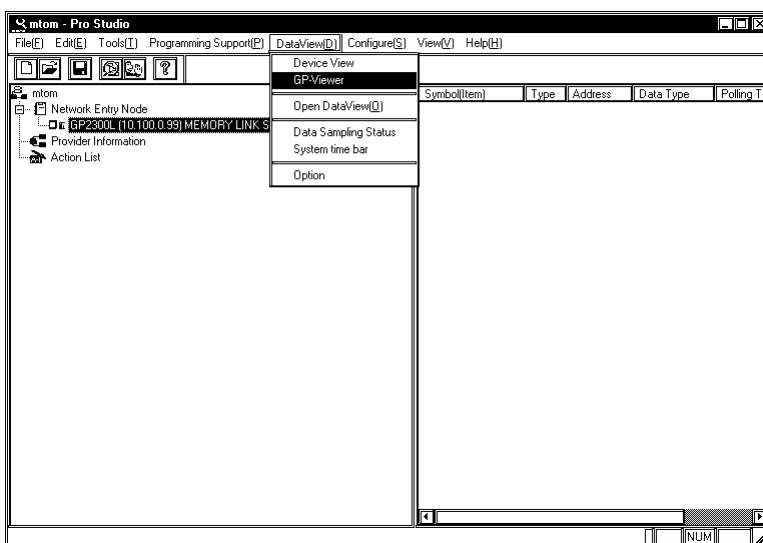 mtom - Pro Studio
File(F) Edit(E) Tools(T) Programming Support(P) DataView(D) Configure(S) View(V) Help(H)
Device View
GP-Viewer
Open DataView(O)
Data Sampling Status
System time bar
Option
mtom
Network Entry Node
GP2300L (10.100.0.99) MEMORY LINK S
Provider Information
Action List
Symbol(Item) Type Address Data Type Polling T
NUM